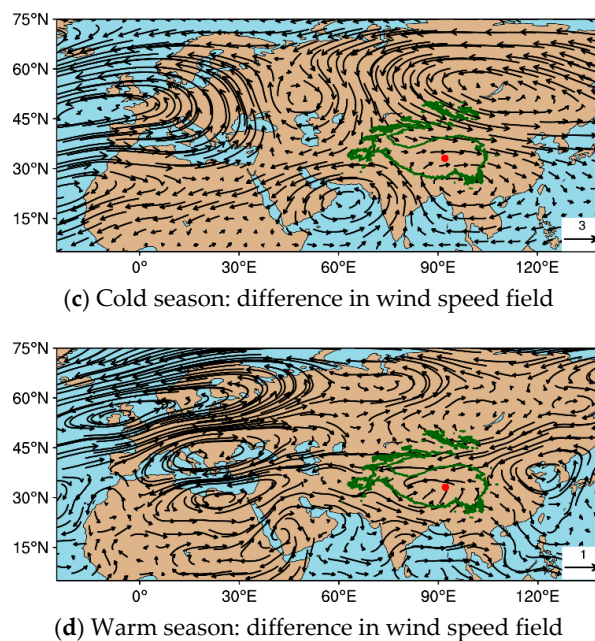 75°N
60°N
45°N
30°N
15°N
3
0° 30°E 60°E 90°E 120°E
(c) Cold season: difference in wind speed field
75°N
60°N
45°N
30°N
15°N
1
0° 30°E 60°E 90°E 120°E
(d) Warm season: difference in wind speed field